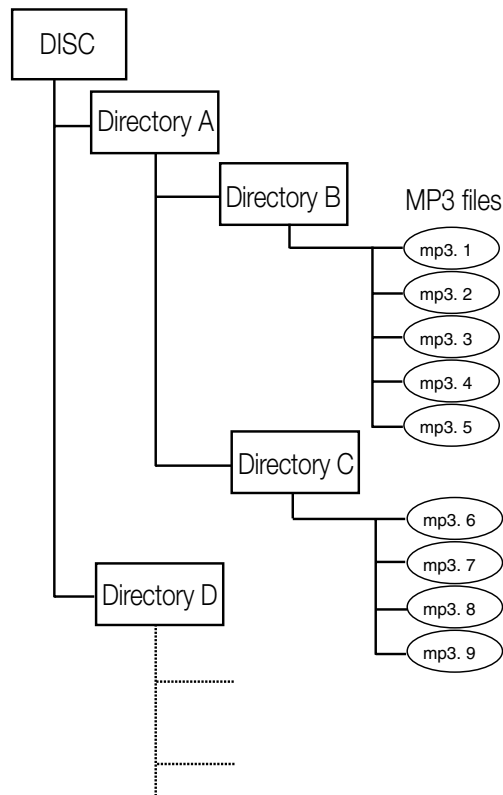 DISC
Directory A
Directory B
MP3 files
mp3. 1
mp3. 2
mp3. 3
mp3. 4
mp3. 5
Directory C
mp3. 6
mp3. 7
mp3. 8
mp3. 9
Directory D